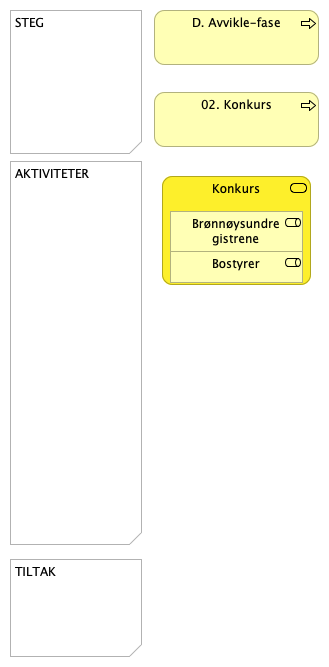 STEG
D. Avvikle-fase
02. Konkurs
AKTIVITETER
Konkurs
Brønnøysundre
gistrene
Bostyrer
TILTAK